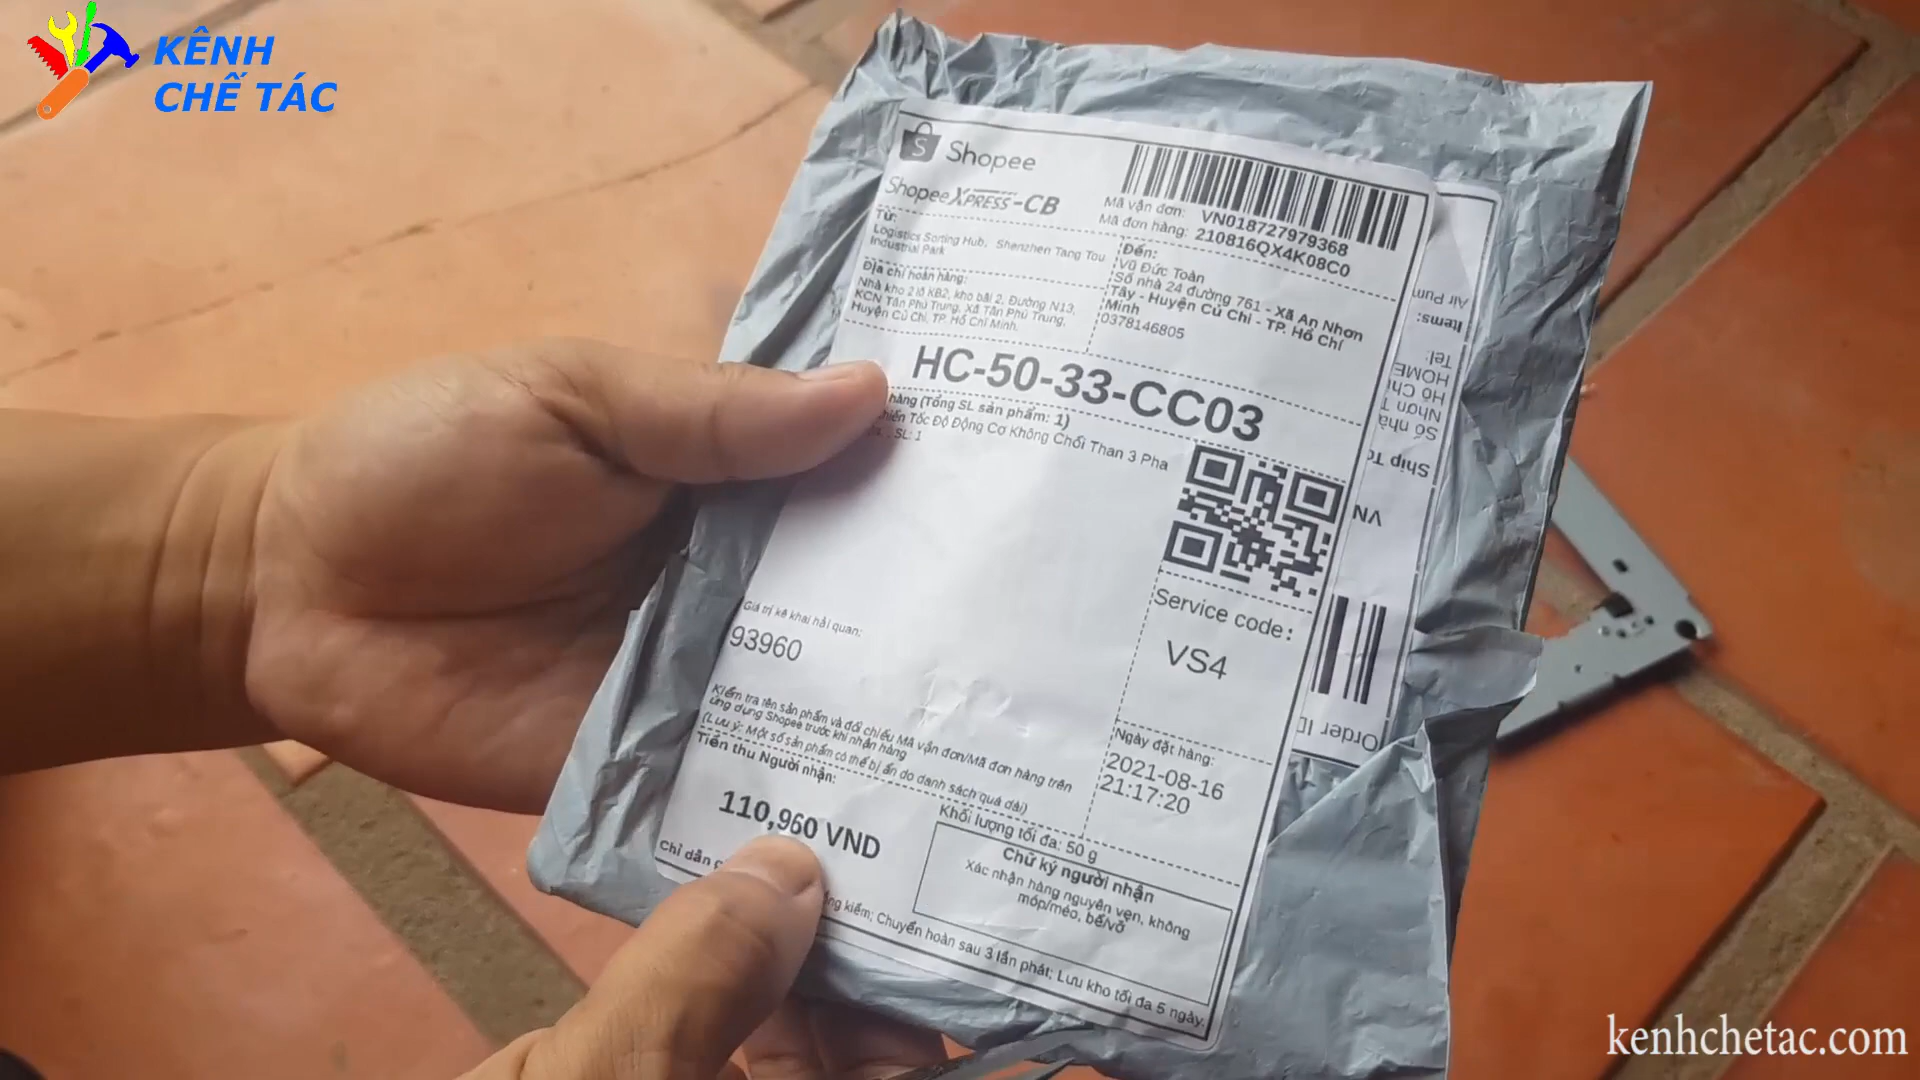 KÊNH
CHẾ TÁC
Shopee
ShopeeXPRESS-CB
Mã vận đơn: VN018727979368
Mã đơn hàng: 210816QX4K08C0
Từ:
Logistics Sorting Hub, Shenzhen Tang Tou
Industrial Park
Địa chỉ hoàn hàng:
Nhà kho 2 lô KB2, kho bãi 2, Đường N13,
KCN Tân Phú Trung, Xã Tân Phú Trung,
Huyện Củ Chi, TP. Hồ Chí Minh.
Đến:
Vũ Đức Toàn
Số nhà 24 đường 761 - Xã An Nhơn
Tây - Huyện Củ Chi - TP. Hồ Chí
Minh
0378146805
HC-50-33-CC03
hàng (Tổng SL sản phẩm: 1)
Tốc Độ Động Cơ Không Chổi Than 3 Pha
SL: 1
Service code:
VS4
Giá trị kê khai hải quan:
93960
Kiểm tra tên sản phẩm và đối chiếu Mã vận đơn/Mã đơn hàng trên
ứng dụng Shopee trước khi nhận hàng
(Lưu ý: Một số sản phẩm có thể bị ẩn do danh sách quá dài)
Ngày đặt hàng:
2021-08-16
21:17:20
Tiền thu Người nhận:
110,960 VND
Khối lượng tối đa: 50 g
Chữ ký người nhận
Xác nhận hàng nguyên vẹn, không
móp/méo, bể/vỡ
Chỉ dẫn
kiểm; Chuyển hoàn sau 3 lần phát; Lưu kho tối đa 5 ngày.
Order
VN
Ship To
Số nhà
Nhơn T
Hồ Chí
HOME
Tel:
Items:
Air Pum
kenhchetac.com